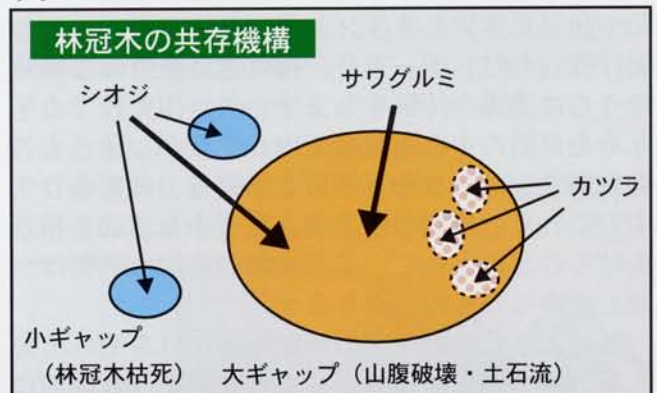 林冠木の共存機構
シオジ
サワグルミ
カツラ
小ギャップ
（林冠木枯死）
大ギャップ（山腹破壊・土石流）